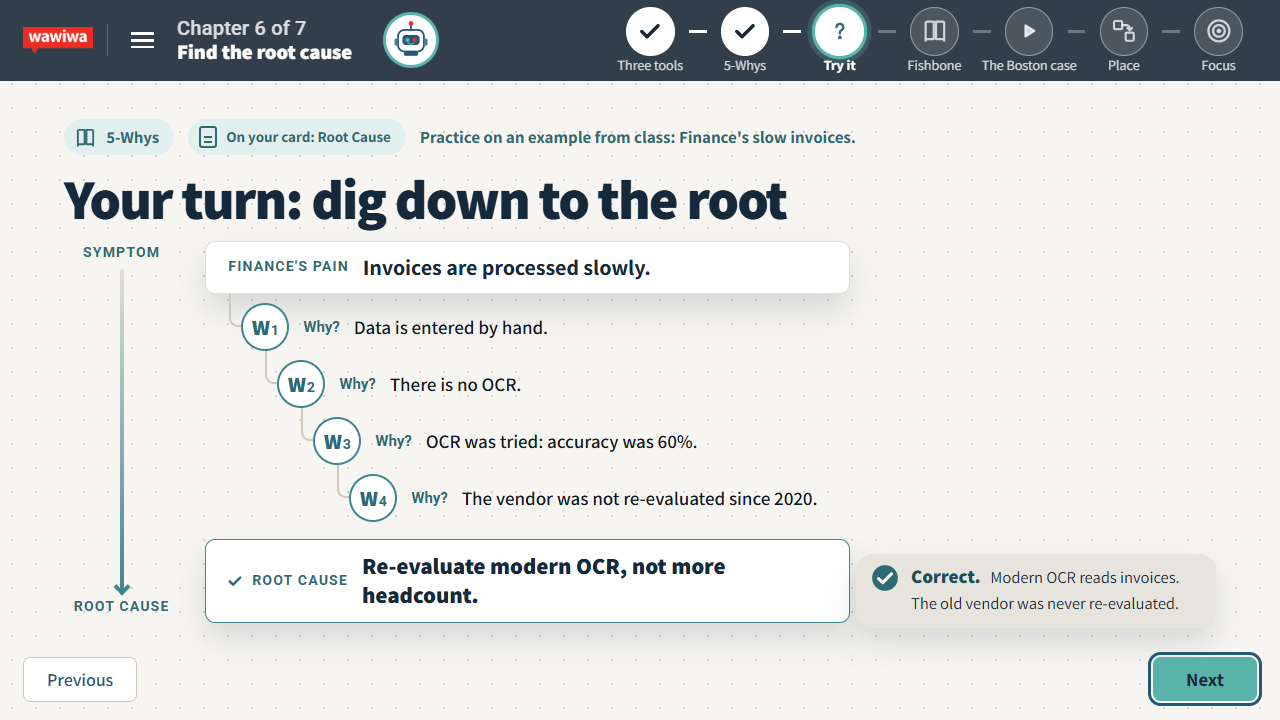 wawiwa
Chapter 6 of 7
Find the root cause
Three tools
5-Whys
?
Try it
Fishbone
The Boston case
Place
Focus
5-Whys
On your card: Root Cause
Practice on an example from class: Finance's slow invoices.
Your turn: dig down to the root
SYMPTOM
FINANCE'S PAIN Invoices are processed slowly.
W1 Why? Data is entered by hand.
W2 Why? There is no OCR.
W3 Why? OCR was tried: accuracy was 60%.
W4 Why? The vendor was not re-evaluated since 2020.
ROOT CAUSE Re-evaluate modern OCR, not more
headcount.
Correct. Modern OCR reads invoices.
The old vendor was never re-evaluated.
ROOT CAUSE
Previous
Next